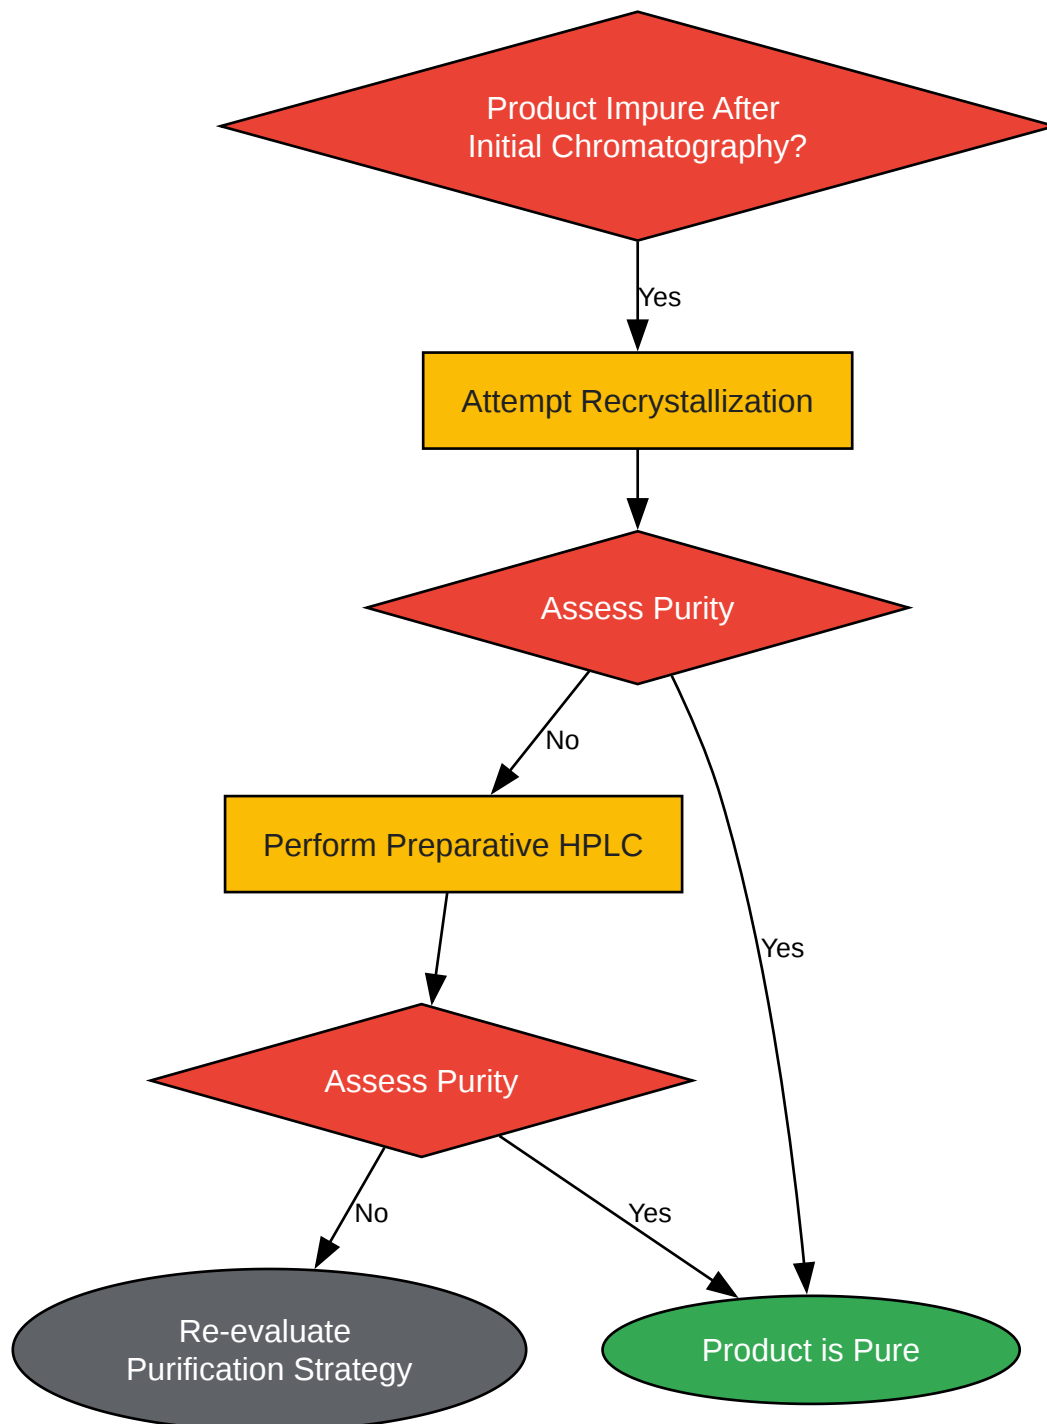 Product Impure After
Initial Chromatography?
Yes
Attempt Recrystallization
Assess Purity
No
Perform Preparative HPLC
Yes
Assess Purity
No
Yes
Re-evaluate
Purification Strategy
Product is Pure